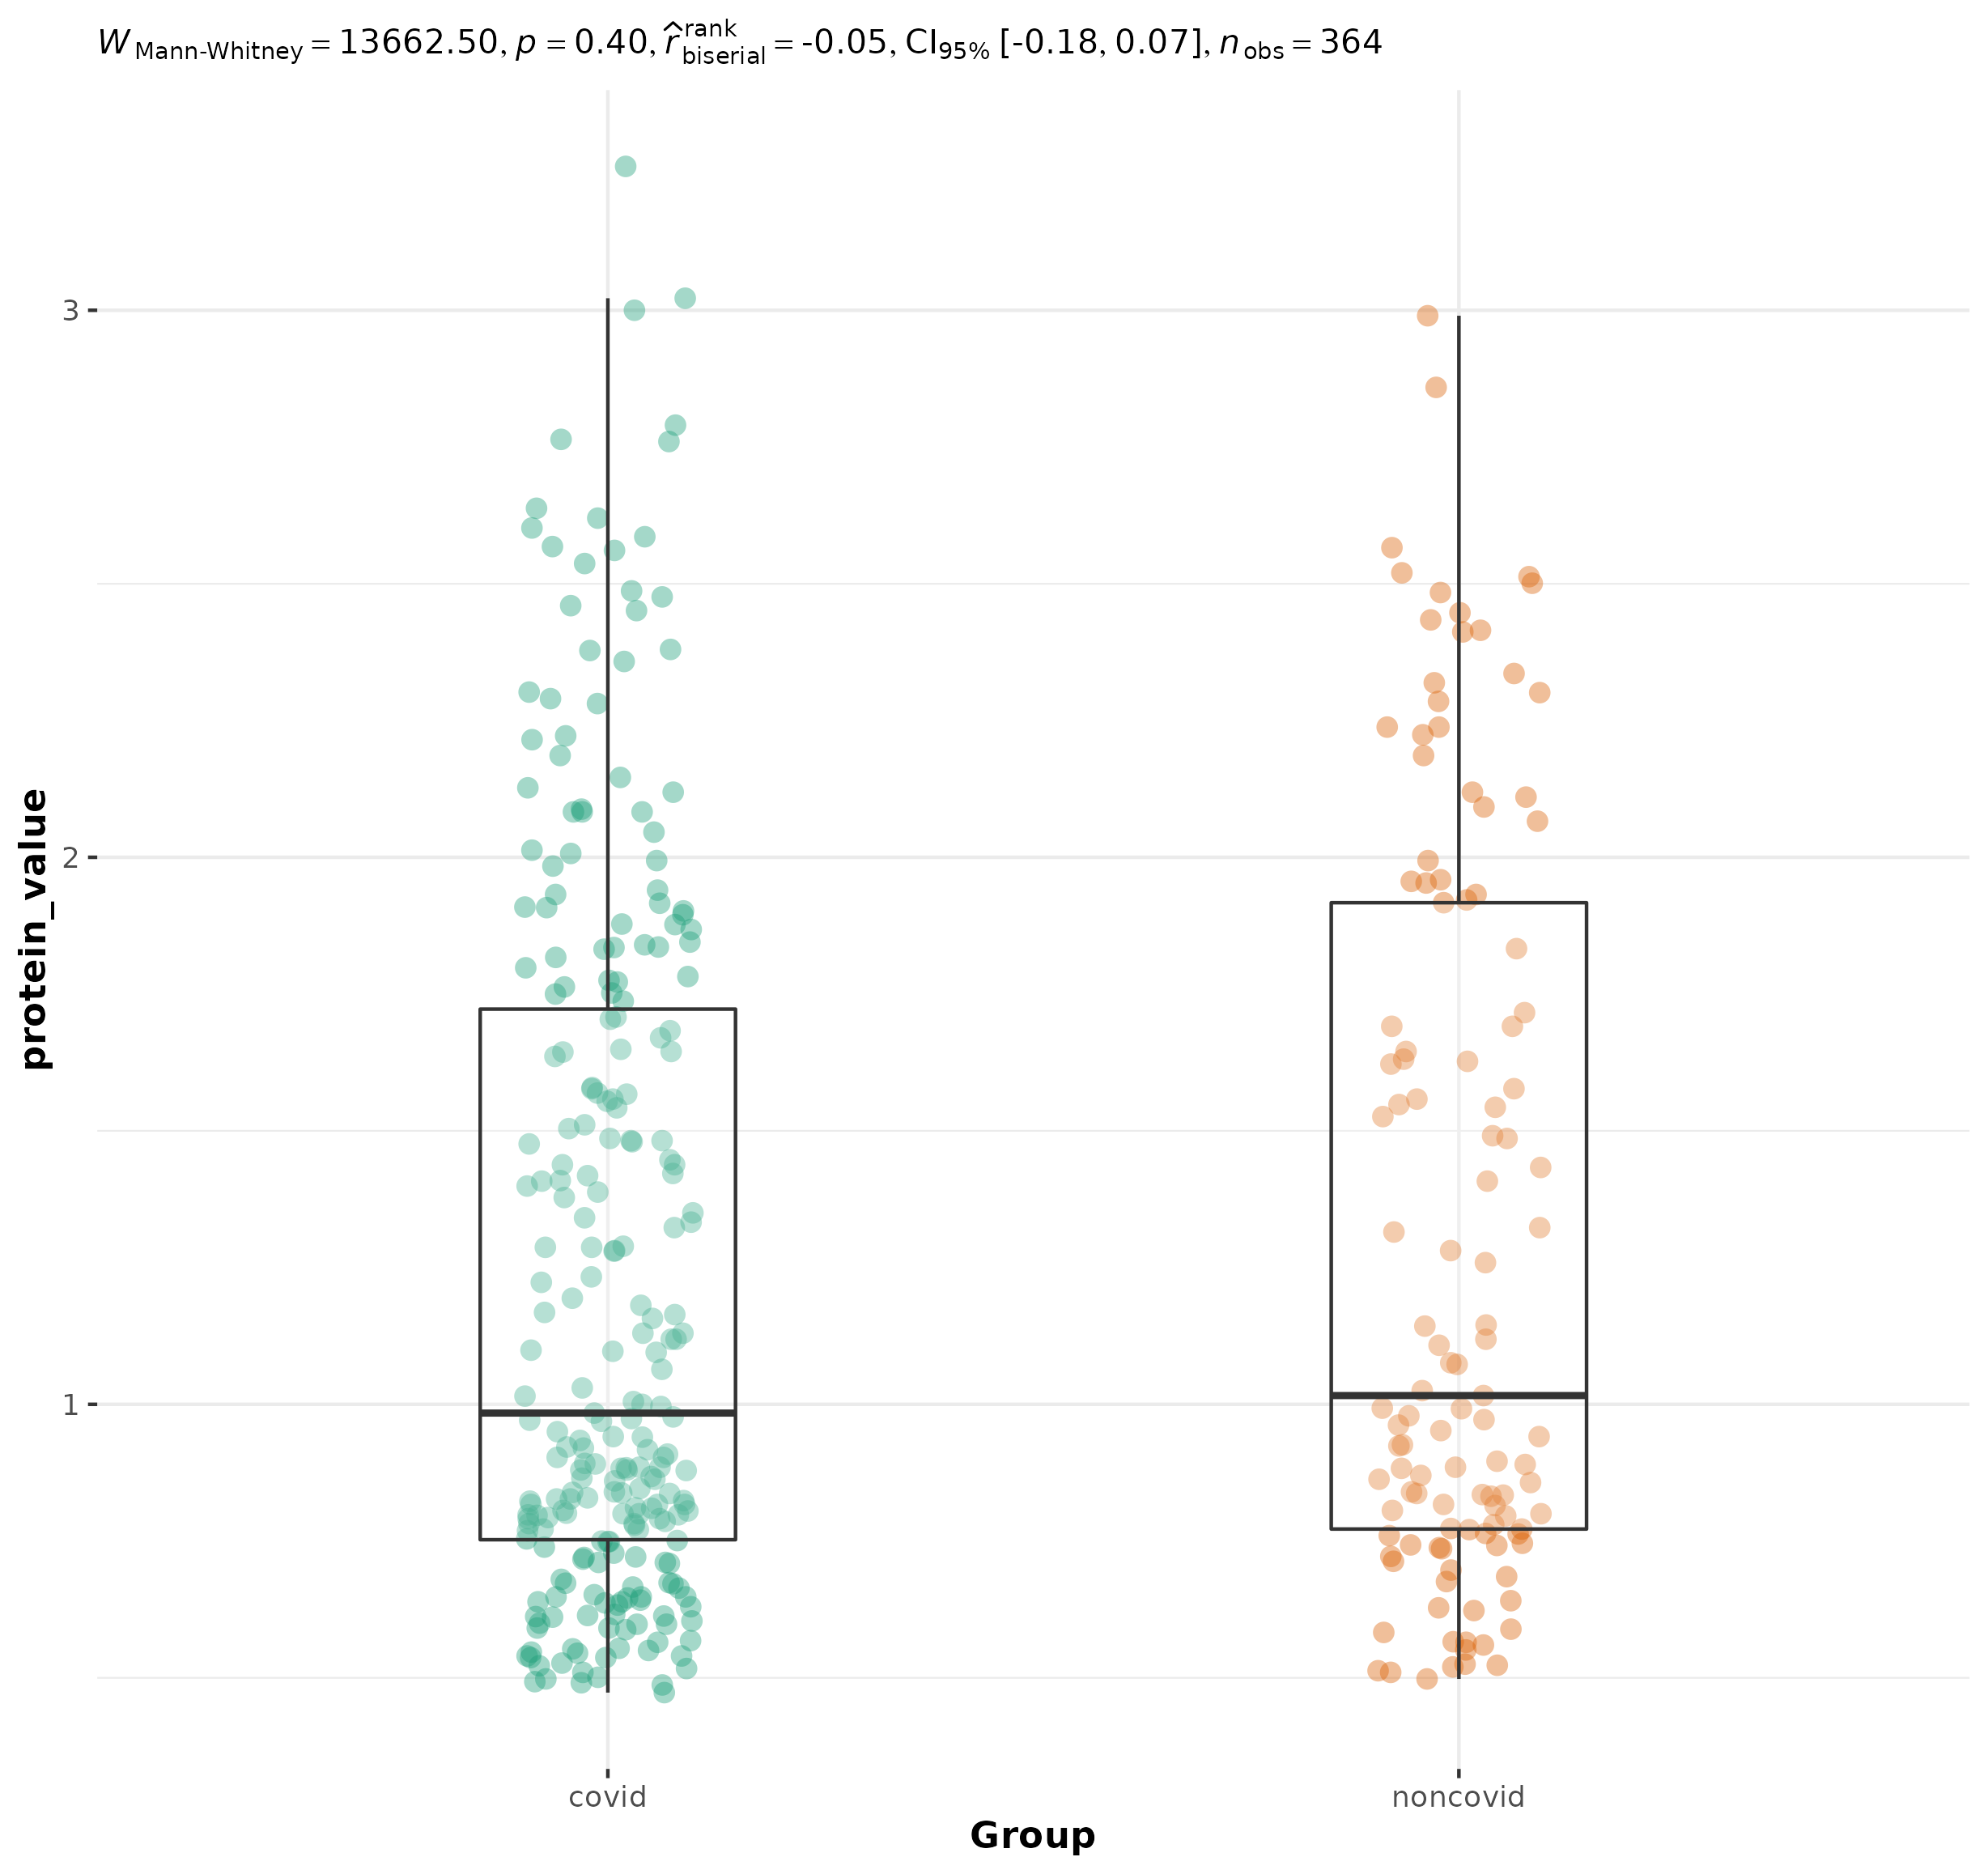 W Mann-Whitney = 13662.50, p = 0.40, r̂ rank biserial = -0.05, CI95% [-0.18, 0.07], n obs = 364
protein_value
3
2
1
covid noncovid
Group